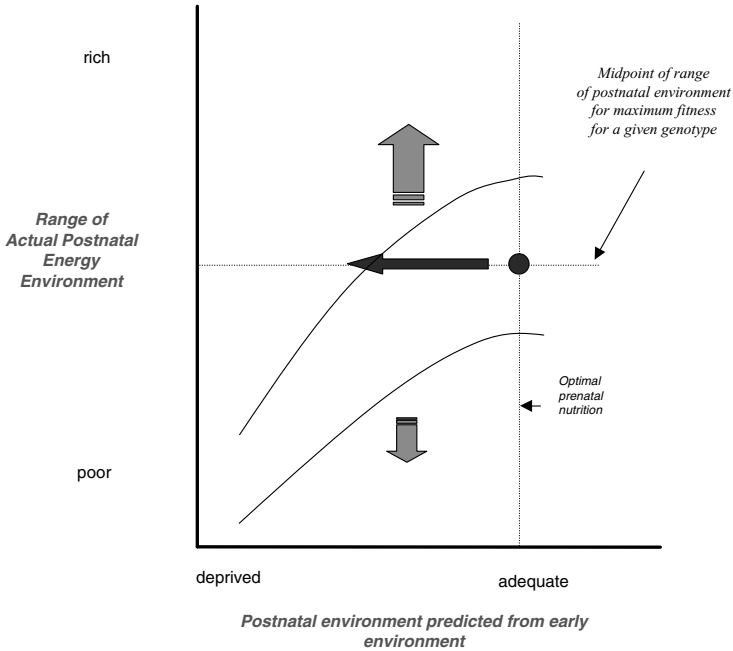 rich
Midpoint of range
of postnatal environment
for maximum fitness
for a given genotype
Range of
Actual Postnatal
Energy
Environment
Optimal
prenatal
nutrition
poor
deprived
adequate
Postnatal environment predicted from early
environment